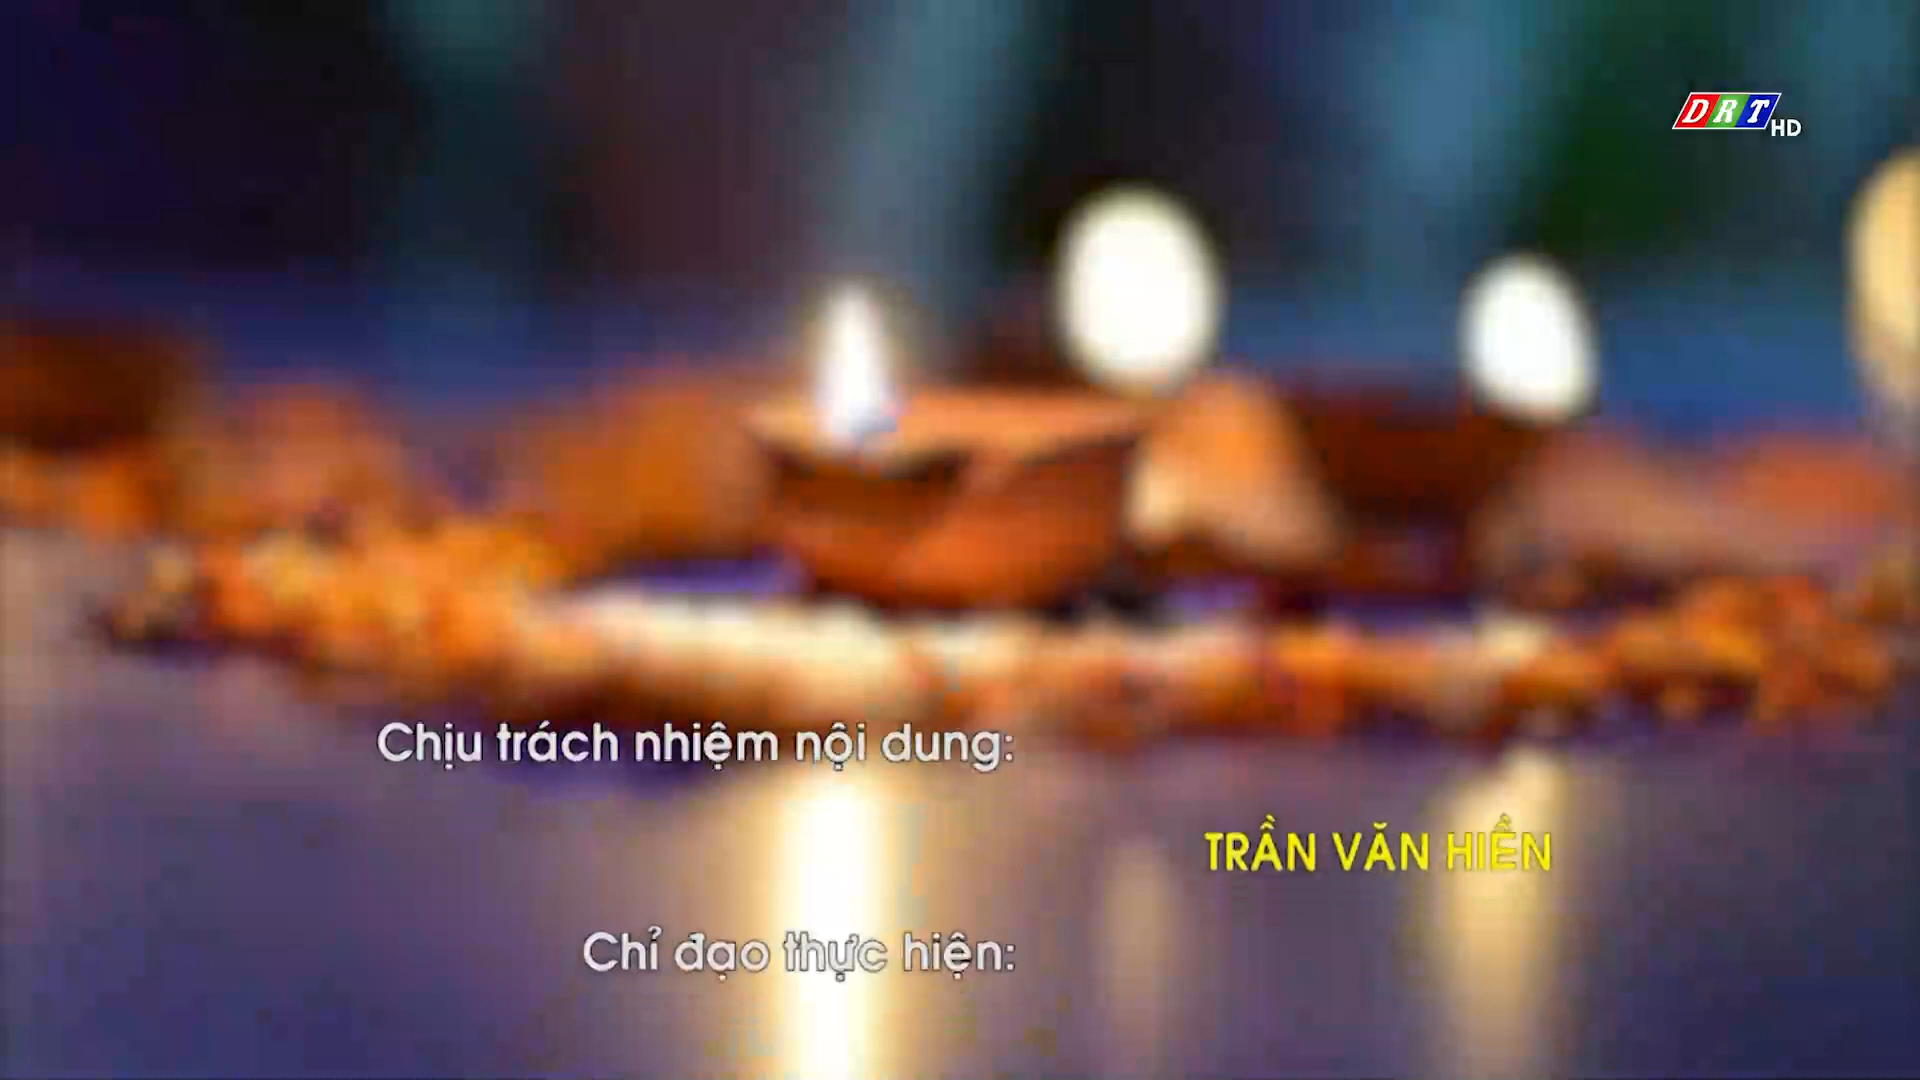 DRT HD
Chịu trách nhiệm nội dung:
TRẦN VĂN HIỀN
Chỉ đạo thực hiện: